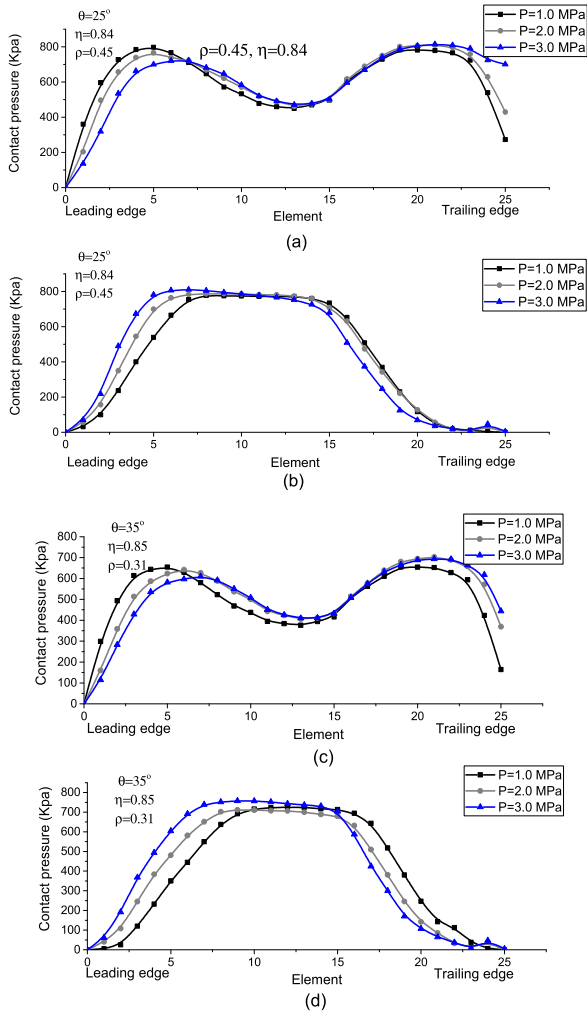 θ=25°
η=0.84
ρ=0.45
ρ=0.45, η=0.84
P=1.0 MPa
P=2.0 MPa
P=3.0 MPa
Contact pressure (Kpa)
1000
800
600
400
200
0
0 5 10 15 20 25
Leading edge Element Trailing edge
(a)
θ=25°
η=0.84
ρ=0.45
P=1.0 MPa
P=2.0 MPa
P=3.0 MPa
Contact pressure (Kpa)
1000
800
600
400
200
0
0 5 10 15 20 25
Leading edge Element Trailing edge
(b)
θ=35°
η=0.85
ρ=0.31
P=1.0 MPa
P=2.0 MPa
P=3.0 MPa
Contact pressure (Kpa)
800
700
600
500
400
300
200
100
0
0 5 10 15 20 25
Leading edge Element Trailing edge
(c)
θ=35°
η=0.85
ρ=0.31
P=1.0 MPa
P=2.0 MPa
P=3.0 MPa
Contact pressure (Kpa)
900
800
700
600
500
400
300
200
100
0
0 5 10 15 20 25
Leading edge Element Trailing edge
(d)